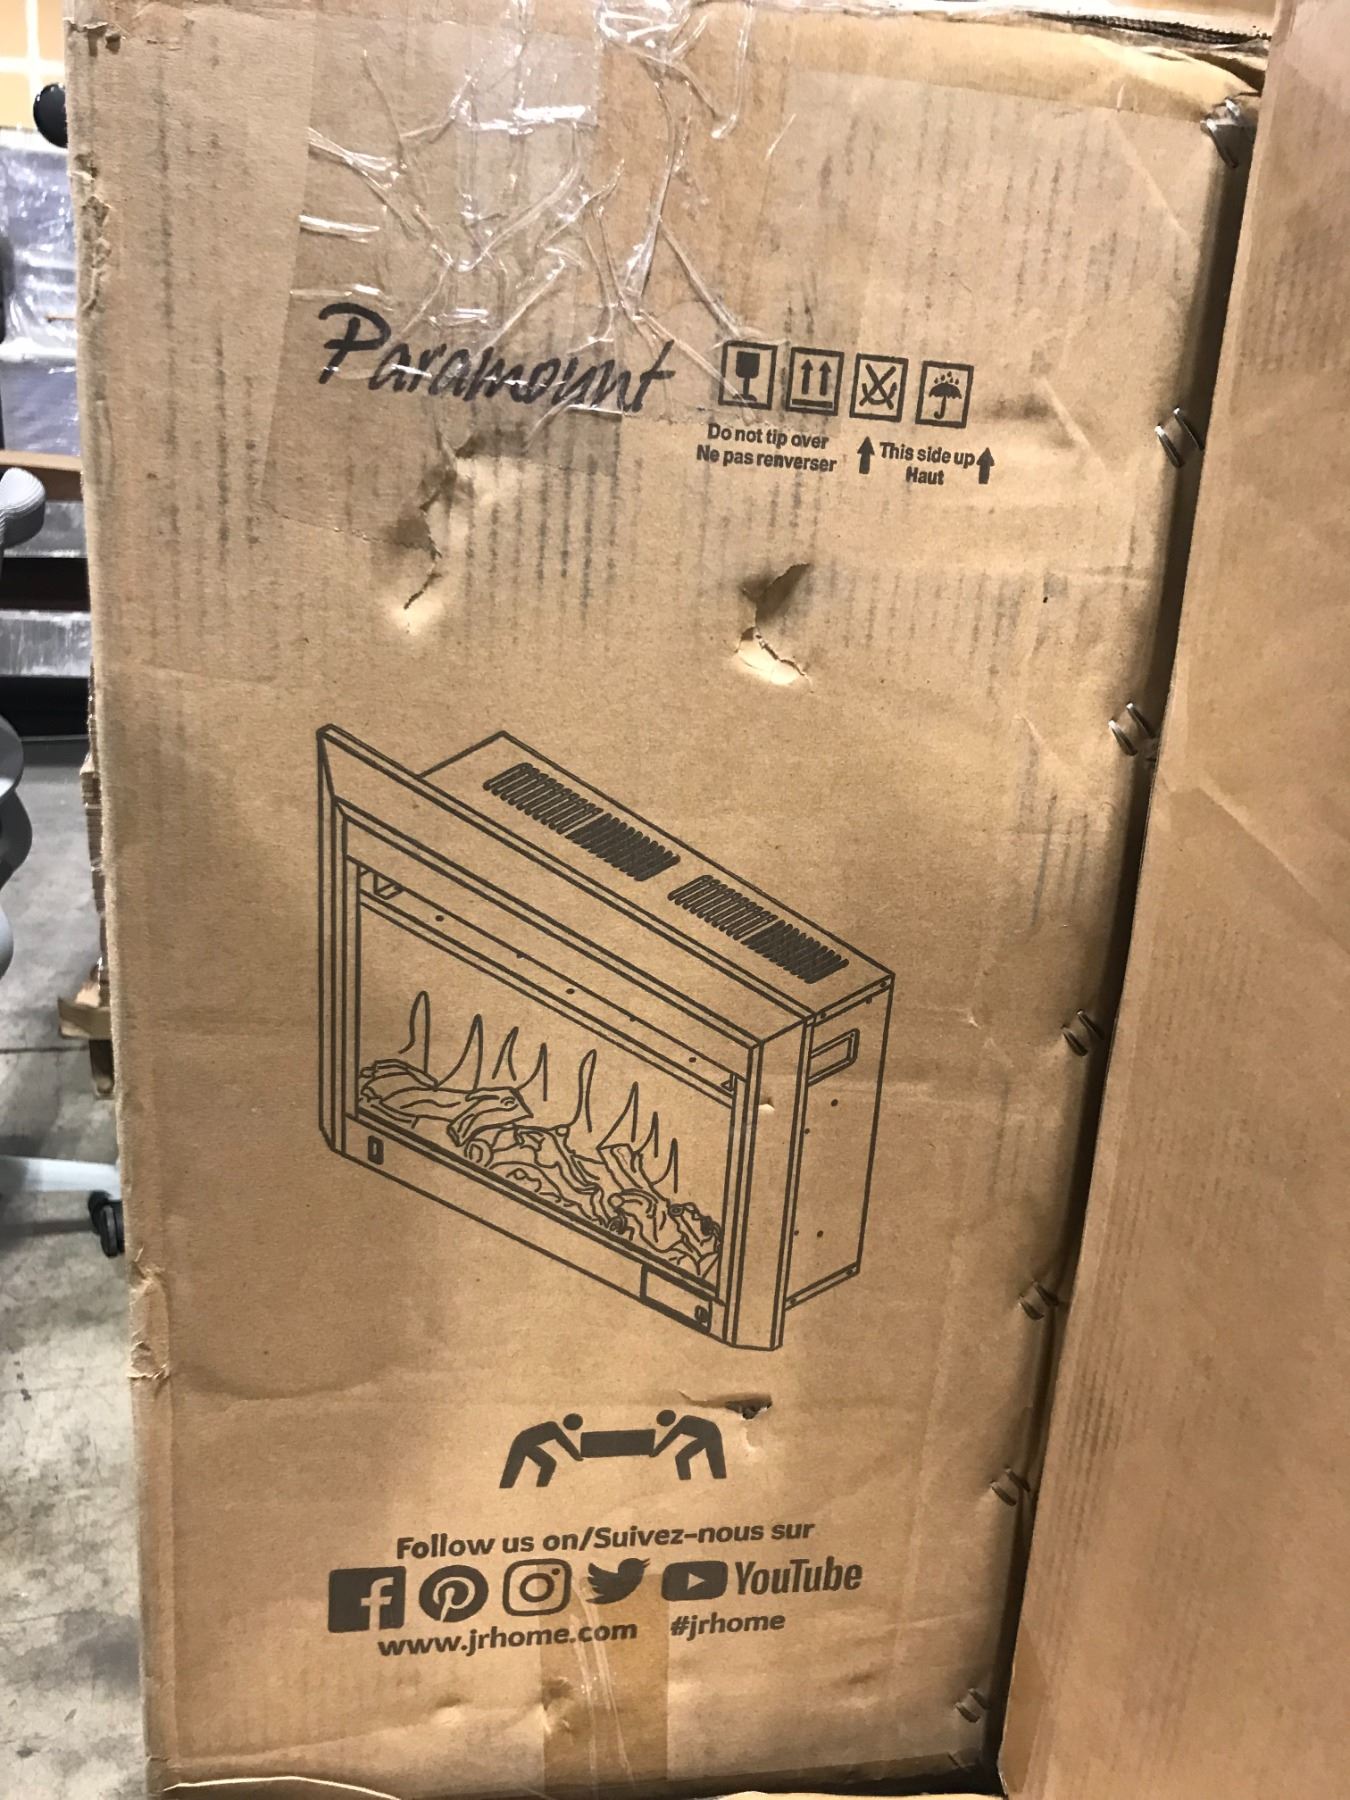 Paramount
Do not tip over
Ne pas renverser
This side up
Haut
Follow us on/Suivez-nous sur
YouTube
www.jrhome.com #jrhome